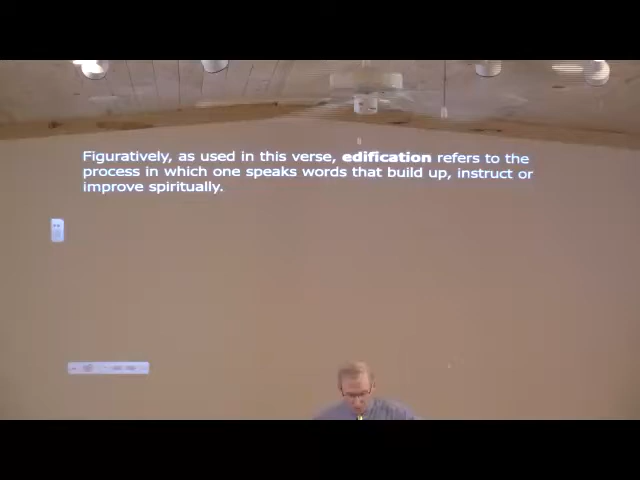 Figuratively, as used in this verse, edification refers to the
process in which one speaks words that build up, instruct or
improve spiritually.